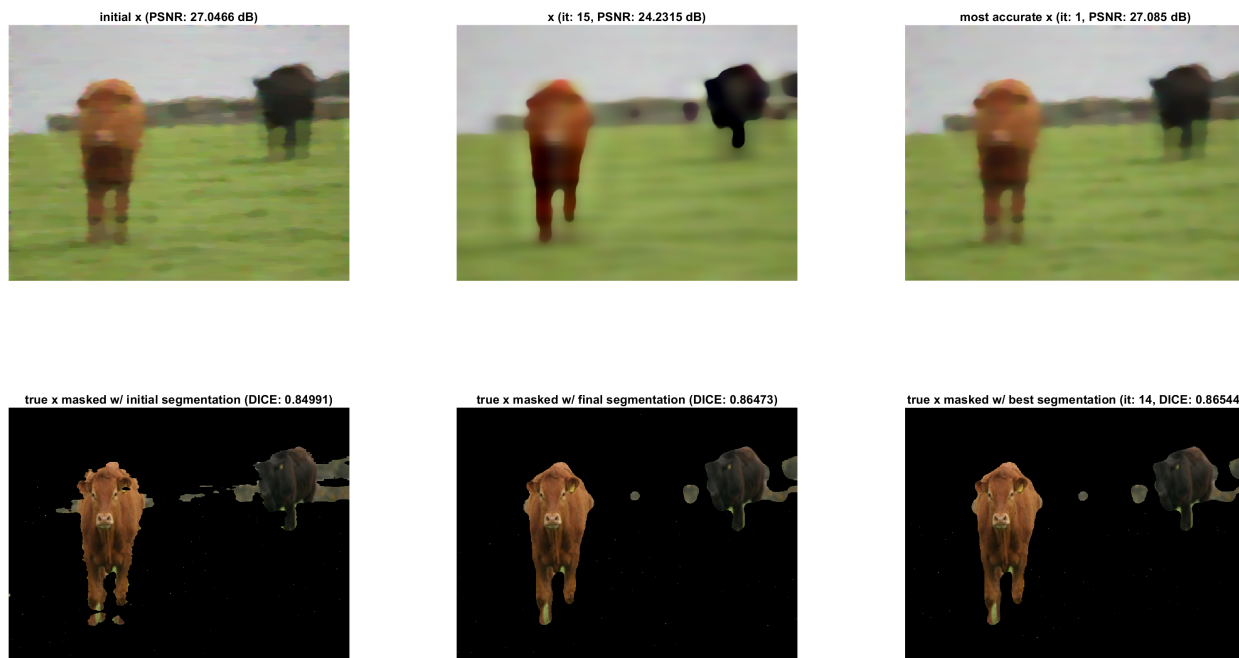 initial x (PSNR: 27.0466 dB)
x (it: 15, PSNR: 24.2315 dB)
most accurate x (it: 1, PSNR: 27.085 dB)
true x masked w/ initial segmentation (DICE: 0.84991)
true x masked w/ final segmentation (DICE: 0.86473)
true x masked w/ best segmentation (it: 14, DICE: 0.86544